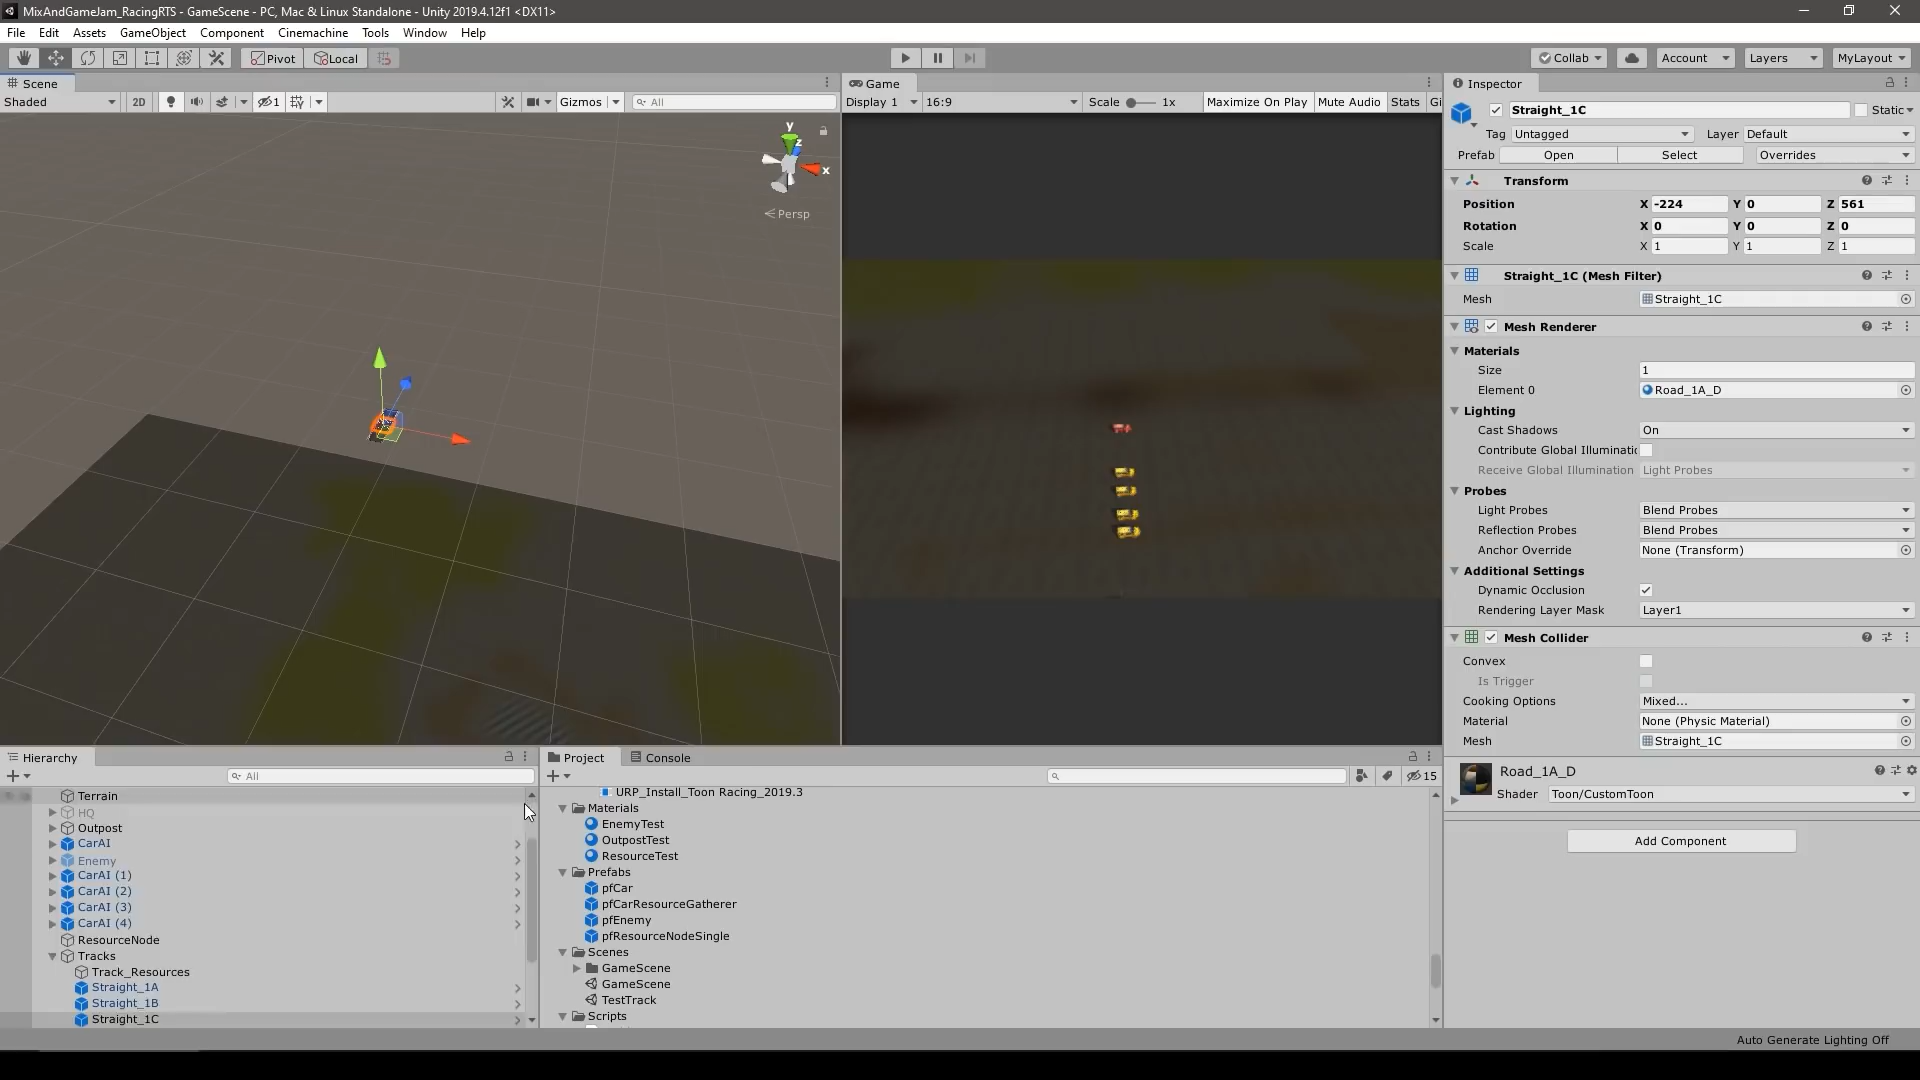 MixAndGameJam_RacingRTS - GameScene - PC, Mac & Linux Standalone - Unity 2019.4.12f1 <DX11>
File Edit Assets GameObject Component Cinemachine Tools Window Help
Pivot Local Collab Account Layers MyLayout
Scene
Shaded 2D Gizmos All
y
z
x
Persp
Game
Display 1 16:9 Scale 1x Maximize On Play Mute Audio Stats Gi
Inspector
Straight_1C Static
Tag Untagged Layer Default
Prefab Open Select Overrides
Transform
Position X -224 Y 0 Z 561
Rotation X 0 Y 0 Z 0
Scale X 1 Y 1 Z 1
Straight_1C (Mesh Filter)
Mesh Straight_1C
Mesh Renderer
Materials
Size 1
Element 0 Road_1A_D
Lighting
Cast Shadows On
Contribute Global Illuminati
Receive Global Illumination Light Probes
Probes
Light Probes Blend Probes
Reflection Probes Blend Probes
Anchor Override None (Transform)
Additional Settings
Dynamic Occlusion
Rendering Layer Mask Layer1
Mesh Collider
Convex
Is Trigger
Cooking Options Mixed...
Material None (Physic Material)
Mesh Straight_1C
Road_1A_D
Shader Toon/CustomToon
Add Component
Hierarchy
All
Terrain
HQ
Outpost
CarAI
Enemy
CarAI (1)
CarAI (2)
CarAI (3)
CarAI (4)
ResourceNode
Tracks
Track_Resources
Straight_1A
Straight_1B
Straight_1C
Project Console
15
URP_Install_Toon Racing_2019.3
Materials
EnemyTest
OutpostTest
ResourceTest
Prefabs
pfCar
pfCarResourceGatherer
pfEnemy
pfResourceNodeSingle
Scenes
GameScene
GameScene
TestTrack
Scripts
Auto Generate Lighting Off